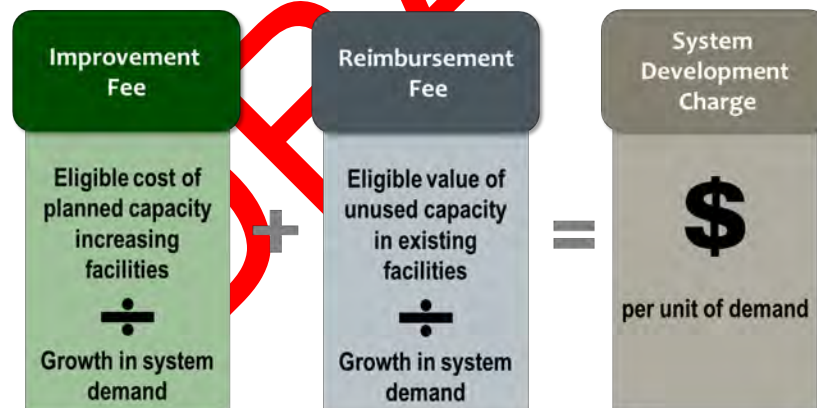 Improvement
Fee
Eligible cost of
planned capacity
increasing
facilities
÷
Growth in system
demand
+
Reimbursement
Fee
Eligible value of
unused capacity
in existing
facilities
÷
Growth in system
demand
=
System
Development
Charge
$
per unit of demand